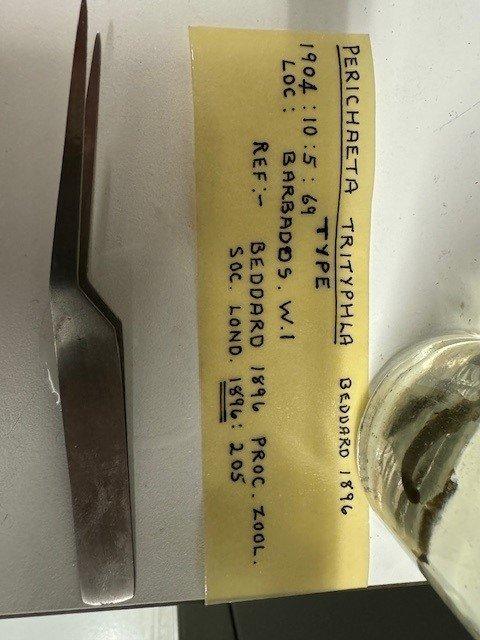 PERICHAETA TRITYPHLA BEDDARD 1896
TYPE
1904:10:5:69
LOC: BARBADOS. W.I
REF:- BEDDARD 1896 PROC. ZOOL.
SOC. LOND. 1896: 205